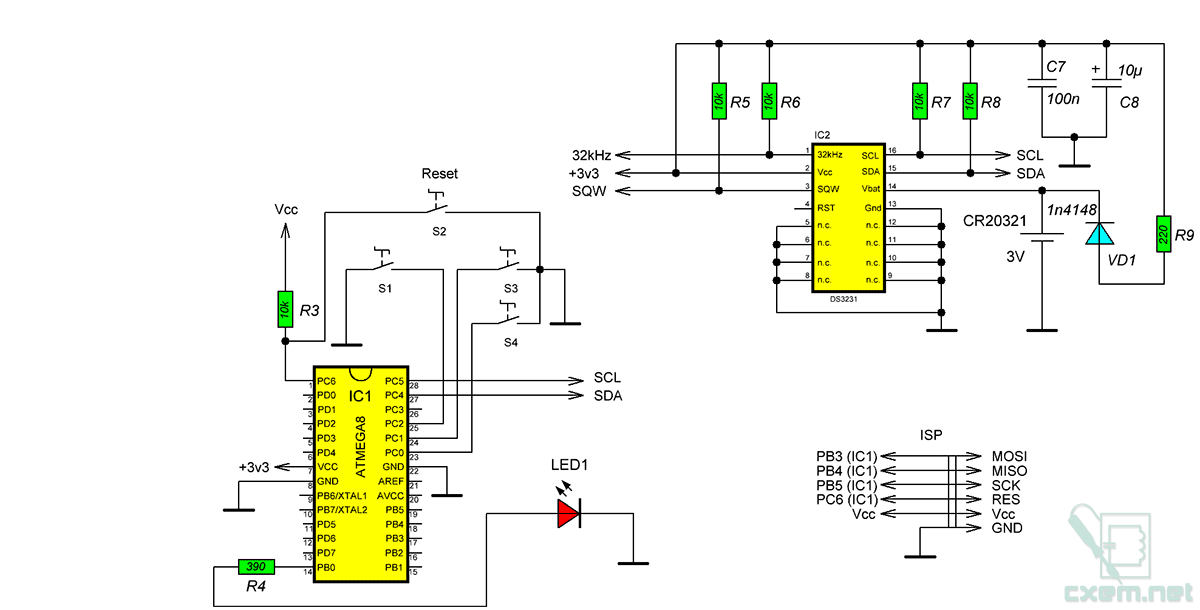 C7
100n
+ 10µ
C8
10k R5
10k R6
10k R7
10k R8
IC2
32kHz
+3v3
SQW
1 32kHz SCL 16
2 Vcc SDA 15
3 SQW Vbat 14
4 RST Gnd 13
5 n.c. n.c. 12
6 n.c. n.c. 11
7 n.c. n.c. 10
8 n.c. n.c. 9
DS3231
SCL
SDA
CR20321
3V
1n4148
VD1
220 R9
Reset
S2
Vcc
S1
S3
S4
10k R3
IC1
ATMEGA8
1 PC6 PC5 28
2 PD0 PC4 27
3 PD1 PC3 26
4 PD2 PC2 25
5 PD3 PC1 24
6 PD4 PC0 23
+3v3
7 VCC GND 22
8 GND AREF 21
9 PB6/XTAL1 AVCC 20
10 PB7/XTAL2 PB5 19
11 PD5 PB4 18
12 PD6 PB3 17
13 PD7 PB2 16
14 PB0 PB1 15
SCL
SDA
390
R4
LED1
ISP
PB3 (IC1) MOSI
PB4 (IC1) MISO
PB5 (IC1) SCK
PC6 (IC1) RES
Vcc Vcc
GND
cxem.net